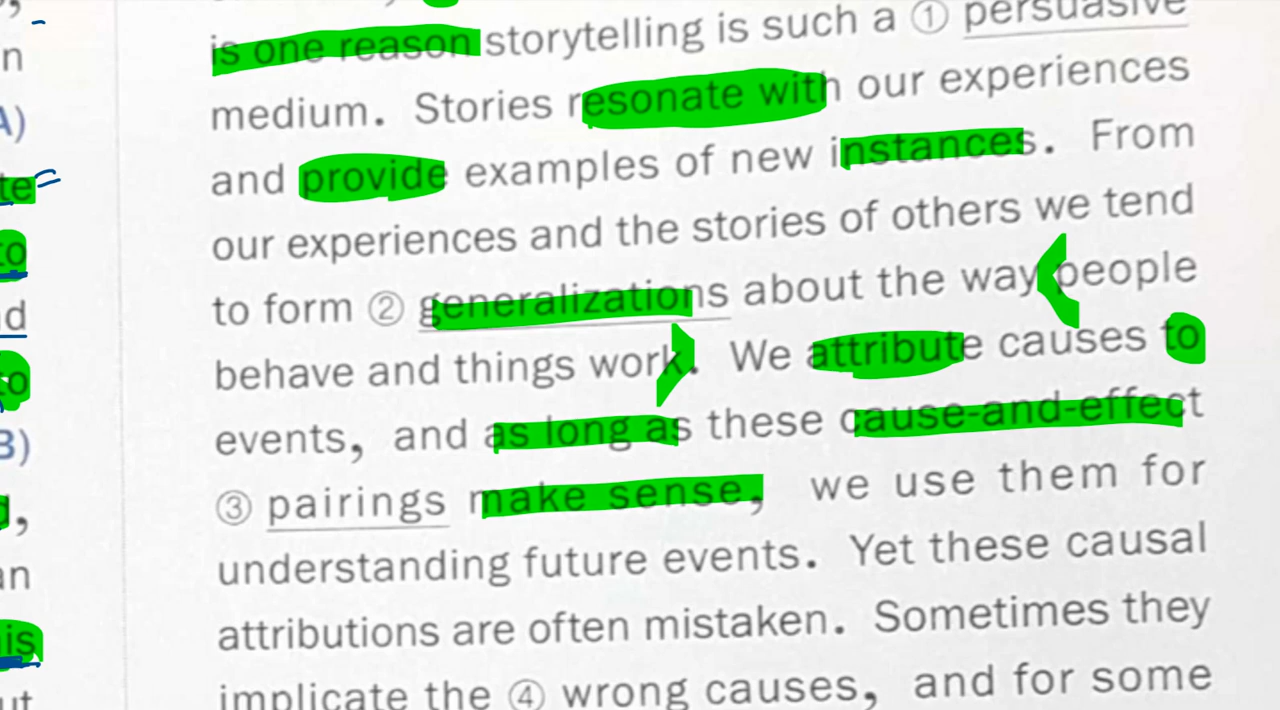 is one reason storytelling is such a ① persuasive
medium. Stories resonate with our experiences
and provide examples of new instances. From
our experiences and the stories of others we tend
to form ② generalizations about the way people
behave and things work. We attribute causes to
events, and as long as these cause-and-effect
③ pairings make sense, we use them for
understanding future events. Yet these causal
attributions are often mistaken. Sometimes they
implicate the ④ wrong causes, and for some